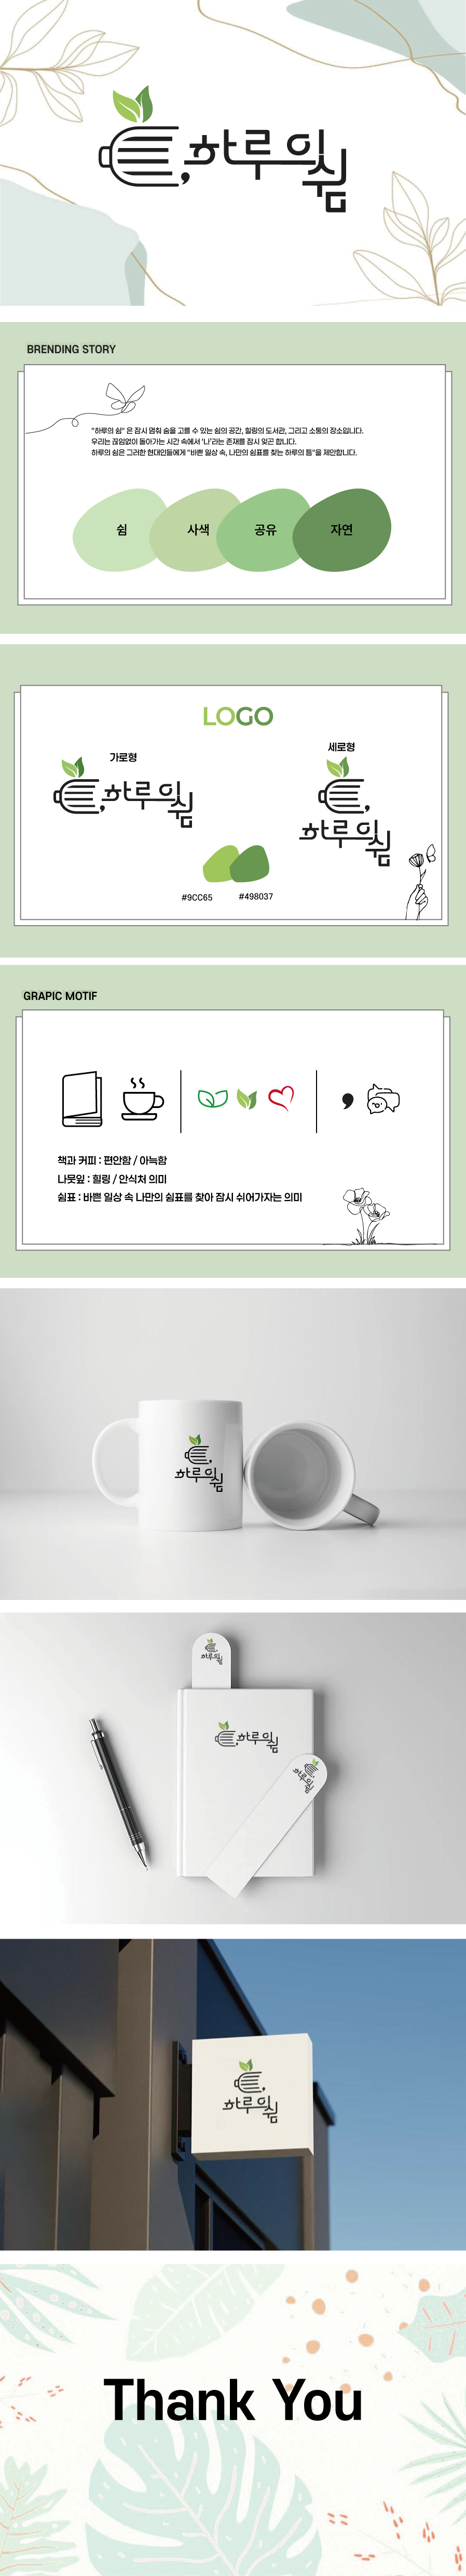 하루의쉼
BRENDING STORY
"하루의 쉼" 은 잠시 멈춰 숨을 고를 수 있는 쉼의 공간, 힐링의 도서관, 그리고 소통의 장소입니다.
우리는 끊임없이 돌아가는 시간 속에서 '나'라는 존재를 잠시 잊곤 합니다.
하루의 쉼은 그러한 현대인들에게 "바쁜 일상 속, 나만의 쉼표를 찾는 하루의 틈"을 제안합니다.
쉼 사색 공유 자연
LOGO
가로형
세로형
하루의쉼
하루의쉼
#9CC65 #498037
GRAPIC MOTIF
책과 커피 : 편안함 / 아늑함
나뭇잎 : 힐링 / 안식처 의미
쉼표 : 바쁜 일상 속 나만의 쉼표를 찾아 잠시 쉬어가자는 의미
하루의쉼
하루의쉼
하루의쉼
하루의쉼
하루의쉼
Thank You